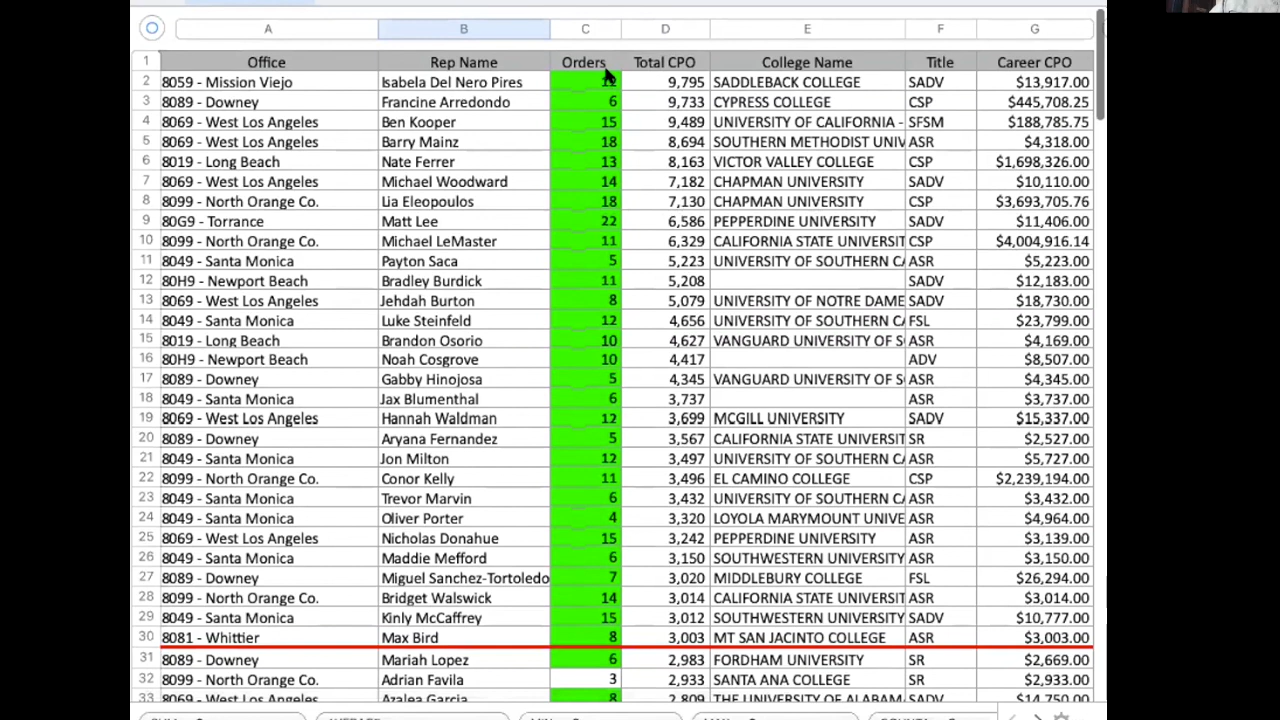 A B C D E F G
1 Office Rep Name Orders Total CPO College Name Title Career CPO
2 8059 - Mission Viejo Isabela Del Nero Pires 12 9,795 SADDLEBACK COLLEGE SADV $13,917.00
3 8089 - Downey Francine Arredondo 6 9,733 CYPRESS COLLEGE CSP $445,708.25
4 8069 - West Los Angeles Ben Kooper 15 9,489 UNIVERSITY OF CALIFORNIA - SFSM $188,785.75
5 8069 - West Los Angeles Barry Mainz 18 8,694 SOUTHERN METHODIST UNIV ASR $4,318.00
6 8019 - Long Beach Nate Ferrer 13 8,163 VICTOR VALLEY COLLEGE CSP $1,698,326.00
7 8069 - West Los Angeles Michael Woodward 14 7,182 CHAPMAN UNIVERSITY SADV $10,110.00
8 8099 - North Orange Co. Lia Eleopoulos 18 7,130 CHAPMAN UNIVERSITY CSP $3,693,705.76
9 80G9 - Torrance Matt Lee 22 6,586 PEPPERDINE UNIVERSITY SADV $11,406.00
10 8099 - North Orange Co. Michael LeMaster 11 6,329 CALIFORNIA STATE UNIVERSIT CSP $4,004,916.14
11 8049 - Santa Monica Payton Saca 5 5,223 UNIVERSITY OF SOUTHERN CA ASR $5,223.00
12 80H9 - Newport Beach Bradley Burdick 11 5,208 SADV $12,183.00
13 8069 - West Los Angeles Jehdah Burton 8 5,079 UNIVERSITY OF NOTRE DAME SADV $18,730.00
14 8049 - Santa Monica Luke Steinfeld 12 4,656 UNIVERSITY OF SOUTHERN CA FSL $23,799.00
15 8019 - Long Beach Brandon Osorio 10 4,627 VANGUARD UNIVERSITY OF S ASR $4,169.00
16 80H9 - Newport Beach Noah Cosgrove 10 4,417 ADV $8,507.00
17 8089 - Downey Gabby Hinojosa 5 4,345 VANGUARD UNIVERSITY OF S ASR $4,345.00
18 8049 - Santa Monica Jax Blumenthal 6 3,737 ASR $3,737.00
19 8069 - West Los Angeles Hannah Waldman 12 3,699 MCGILL UNIVERSITY SADV $15,337.00
20 8089 - Downey Aryana Fernandez 5 3,567 CALIFORNIA STATE UNIVERSIT SR $2,527.00
21 8049 - Santa Monica Jon Milton 12 3,497 UNIVERSITY OF SOUTHERN CA ASR $5,727.00
22 8099 - North Orange Co. Conor Kelly 11 3,496 EL CAMINO COLLEGE CSP $2,239,194.00
23 8049 - Santa Monica Trevor Marvin 6 3,432 UNIVERSITY OF SOUTHERN CA ASR $3,432.00
24 8049 - Santa Monica Oliver Porter 4 3,320 LOYOLA MARYMOUNT UNIVE ASR $4,964.00
25 8069 - West Los Angeles Nicholas Donahue 15 3,242 PEPPERDINE UNIVERSITY ASR $3,139.00
26 8049 - Santa Monica Maddie Mefford 6 3,150 SOUTHWESTERN UNIVERSITY ASR $3,150.00
27 8089 - Downey Miguel Sanchez-Tortoledo 7 3,020 MIDDLEBURY COLLEGE FSL $26,294.00
28 8099 - North Orange Co. Bridget Walswick 14 3,014 CALIFORNIA STATE UNIVERSIT ASR $3,014.00
29 8049 - Santa Monica Kinly McCaffrey 15 3,012 SOUTHWESTERN UNIVERSITY SADV $10,777.00
30 8081 - Whittier Max Bird 8 3,003 MT SAN JACINTO COLLEGE ASR $3,003.00
31 8089 - Downey Mariah Lopez 6 2,983 FORDHAM UNIVERSITY SR $2,669.00
32 8099 - North Orange Co. Adrian Favila 3 2,933 SANTA ANA COLLEGE SR $2,933.00
33 8069 - West Los Angeles Azalea Garcia 8 2,809 THE UNIVERSITY OF ALABAM SADV $14,750.00